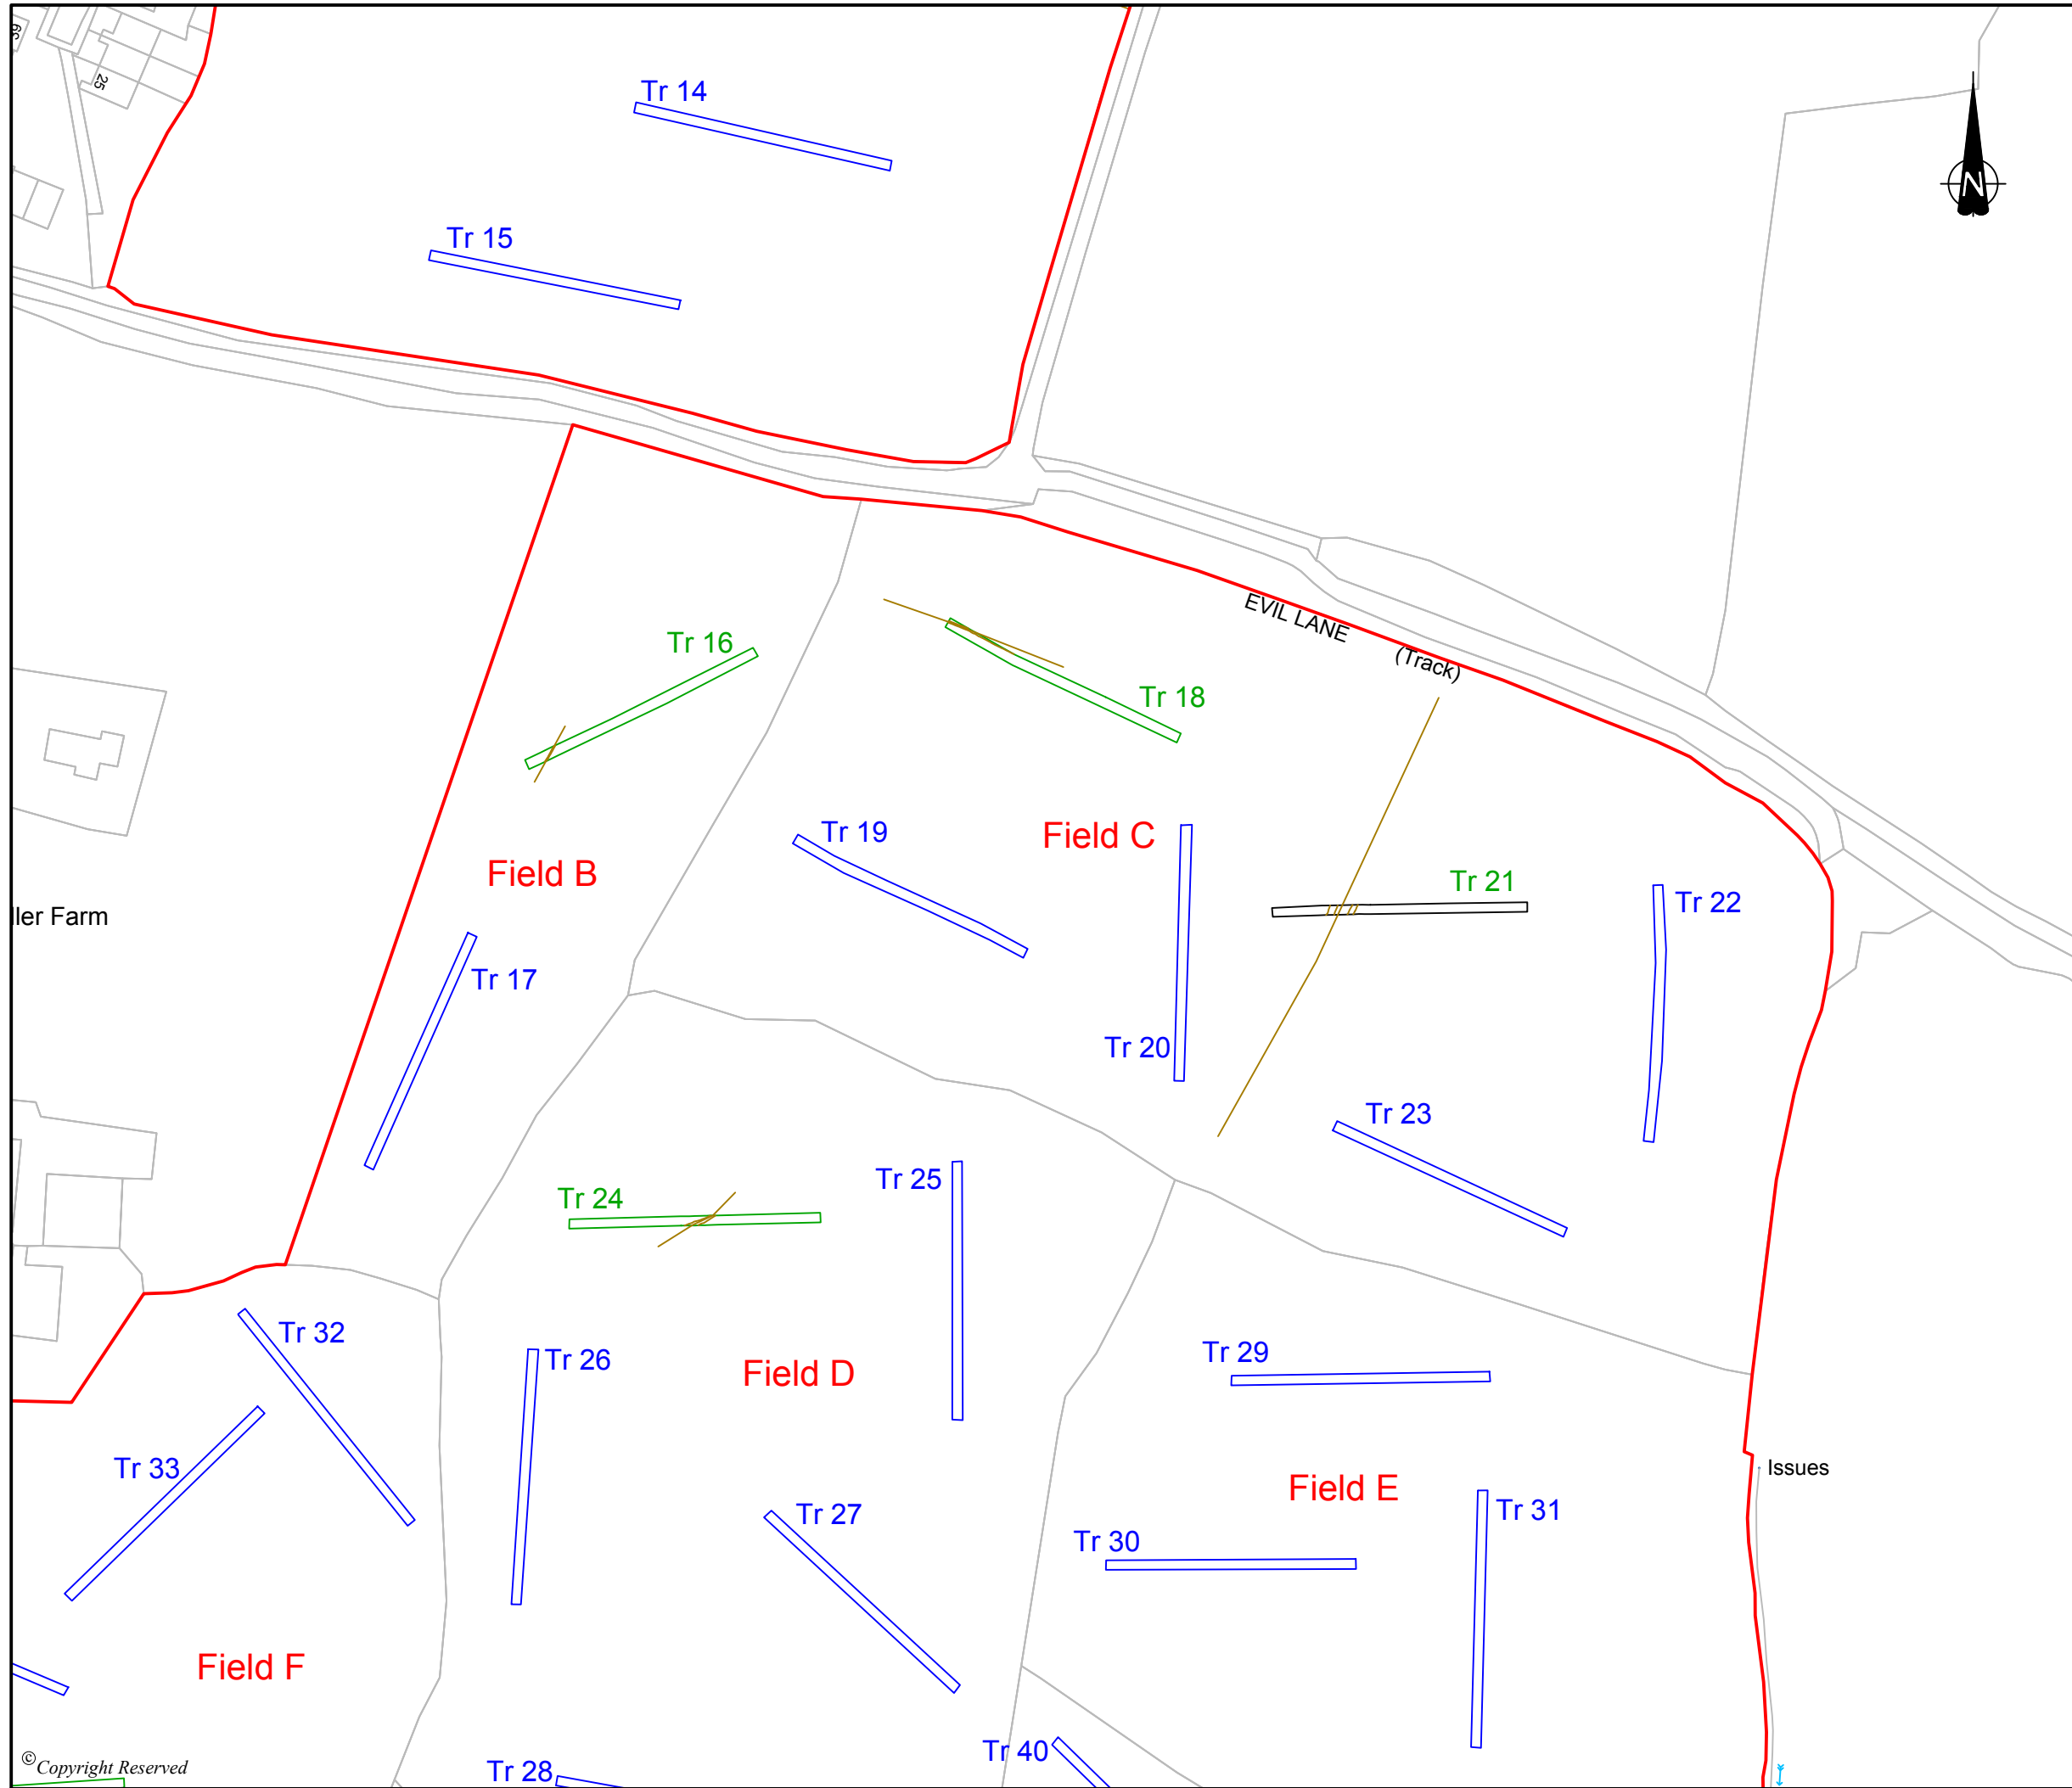 39
25
Tr 14
N
Tr 15
EVIL LANE (Track)
Tr 16
Tr 18
Tr 19
Field C
Field B
Tr 21
Tr 22
ller Farm
Tr 17
Tr 20
Tr 23
Tr 25
Tr 24
Tr 32
Tr 26
Field D
Tr 29
Tr 33
Issues
Field E
Tr 27
Tr 31
Tr 30
Field F
Tr 40
Tr 28
©Copyright Reserved